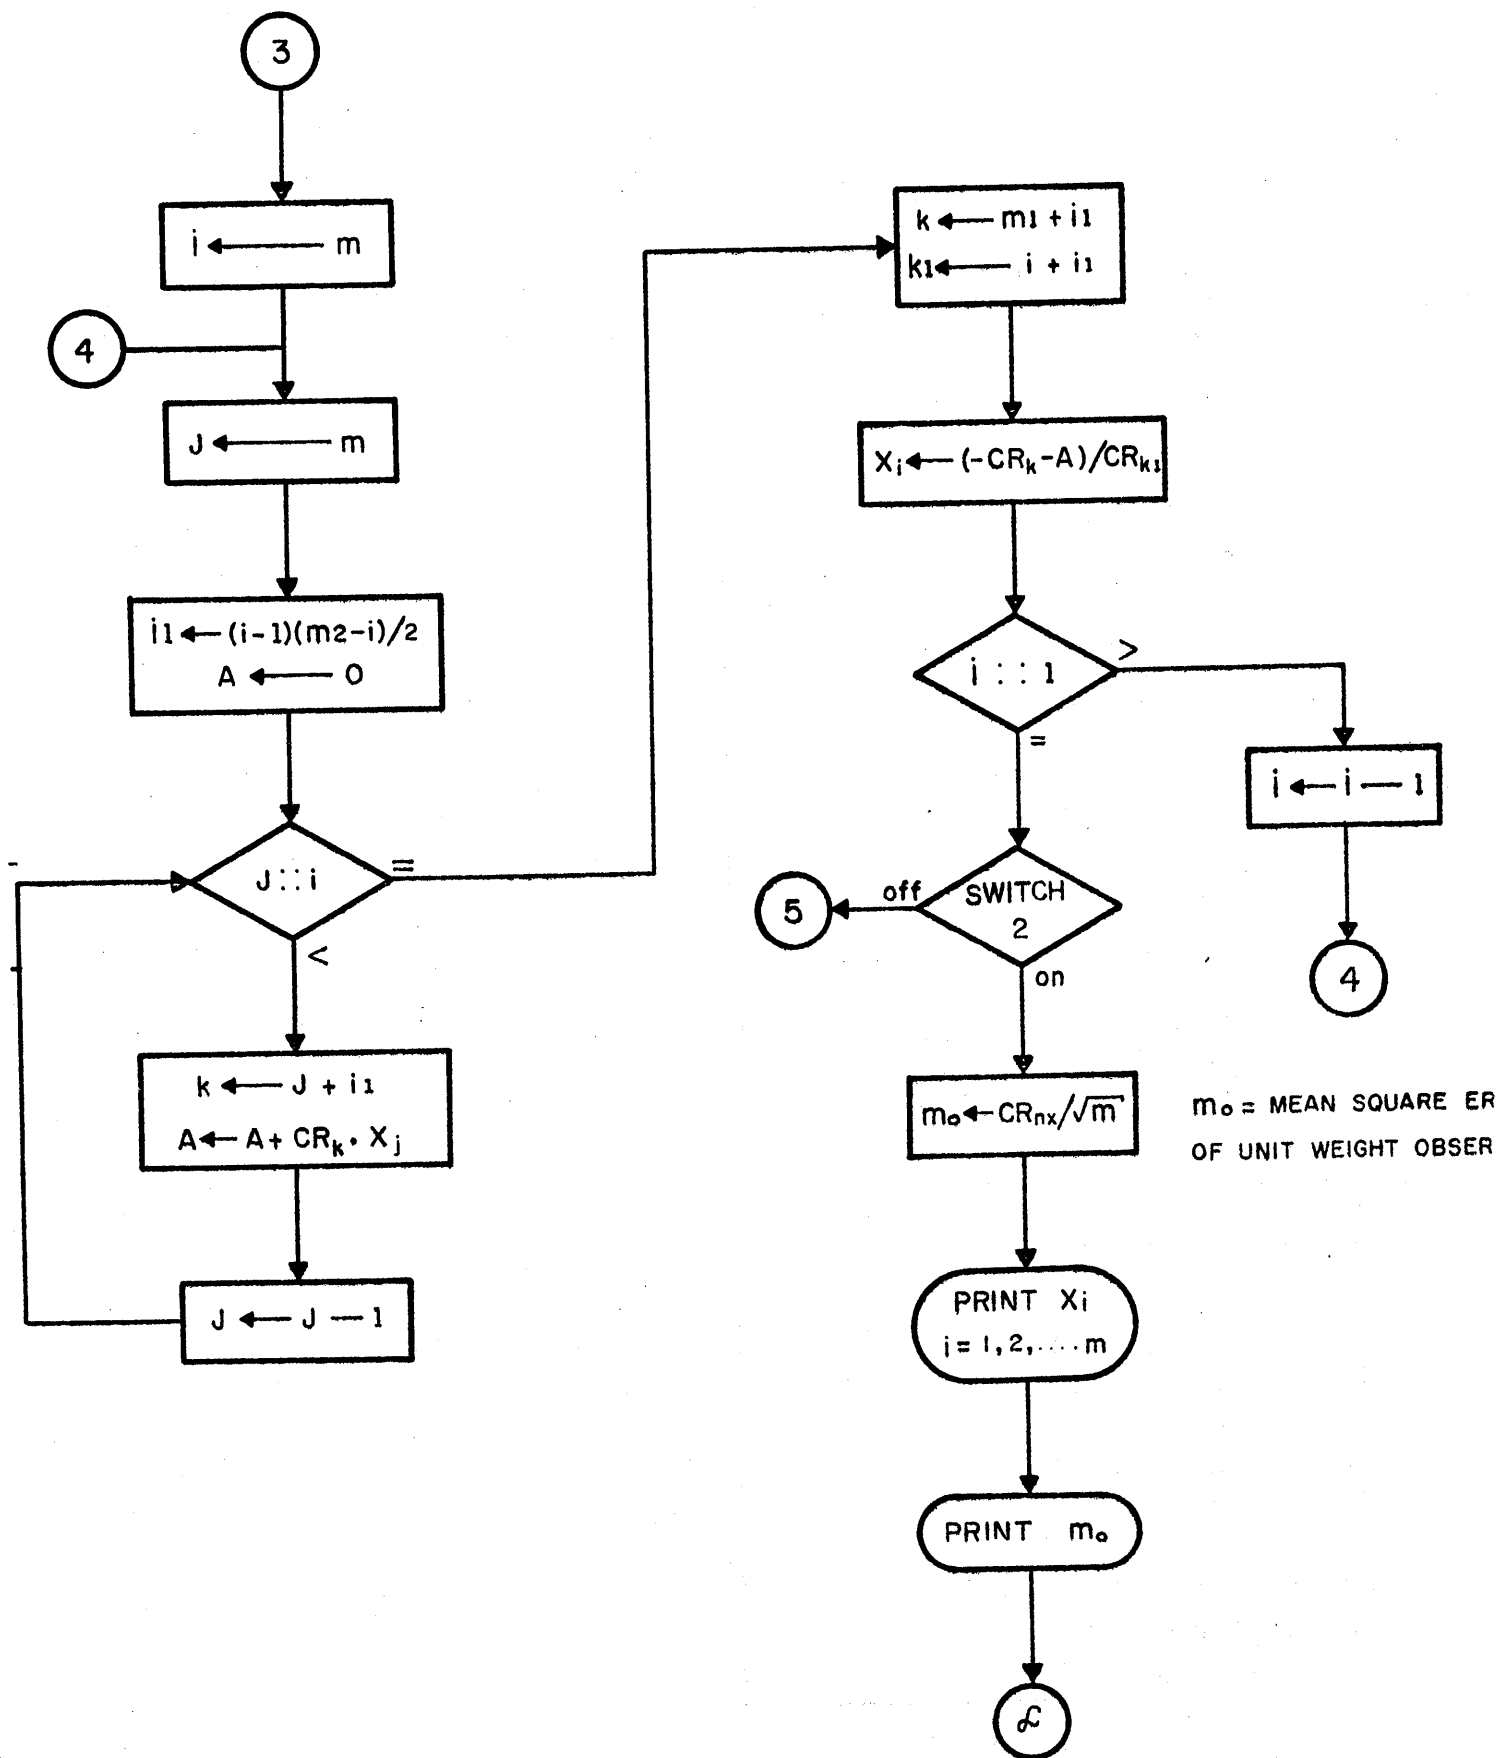 3
i ← m
4
J ← m
i1 ← (i-1)(m2-i)/2
A ← 0
J :: i
=
<
k ← J + i1
A ← A + CRk • Xj
J ← J - 1
k ← m1 + i1
k1 ← i + i1
Xi ← (-CRk-A)/CRk1
i :: 1
>
=
i ← i - 1
4
SWITCH
2
off
5
on
mo ← CRnx/√m
mo = MEAN SQUARE ER
OF UNIT WEIGHT OBSER
PRINT Xi
i = 1, 2, .... m
PRINT mo